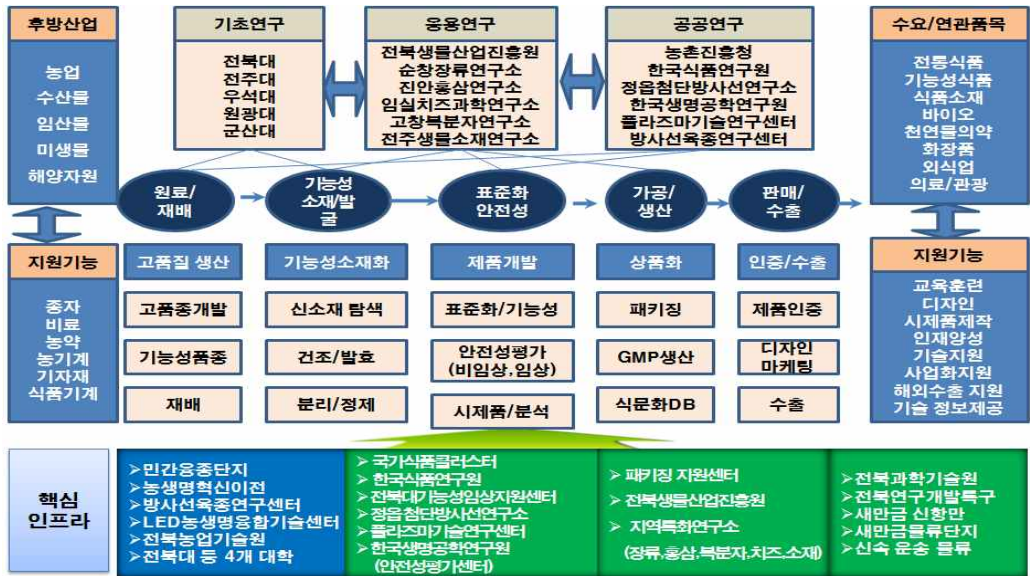 후방산업
농업
수산물
임산물
미생물
해양자원
기초연구
전북대
전주대
우석대
원광대
군산대
응용연구
전북생물산업진흥원
순창장류연구소
진안홍삼연구소
임실치즈과학연구소
고창복분자연구소
전주생물소재연구소
공공연구
농촌진흥청
한국식품연구원
정읍첨단방사선연구소
한국생명공학연구원
플라즈마기술연구센터
방사선육종연구센터
수요/연관품목
전통식품
기능성식품
식품소재
바이오
천연물의약
화장품
외식업
의료/관광
원료/
재배
기능성
소재/발
굴
표준화
안전성
가공/
생산
판매/
수출
지원기능
종자
비료
농약
농기계
기자재
식품기계
고품질 생산
고품종개발
기능성품종
재배
기능성소재화
신소재 탐색
건조/발효
분리/정제
제품개발
표준화/기능성
안전성평가
(비임상,임상)
시제품/분석
상품화
패키징
GMP생산
식문화DB
인증/수출
제품인증
디자인
마케팅
수출
지원기능
교육훈련
디자인
시제품제작
인재양성
기술지원
사업화지원
해외수출 지원
기술 정보제공
핵심
인프라
➢민간융종단지
➢농생명혁신이전
➢방사선육종연구센터
➢LED농생명융합기술센터
➢전북농업기술원
➢전북대 등 4개 대학
➢국가식품클러스터
➢한국식품연구원
➢전북대기능성임상지원센터
➢정읍첨단방사선연구소
➢플라즈마기술연구센터
➢한국생명공학연구원
(안전성평가센터)
➢패키징 지원센터
➢전북생물산업진흥원
➢지역특화연구소
(장류,홍삼,복분자,치즈,소재)
➢전북과학기술원
➢전북연구개발특구
➢새만금 신항만
➢새만금물류단지
➢신속 운송 물류